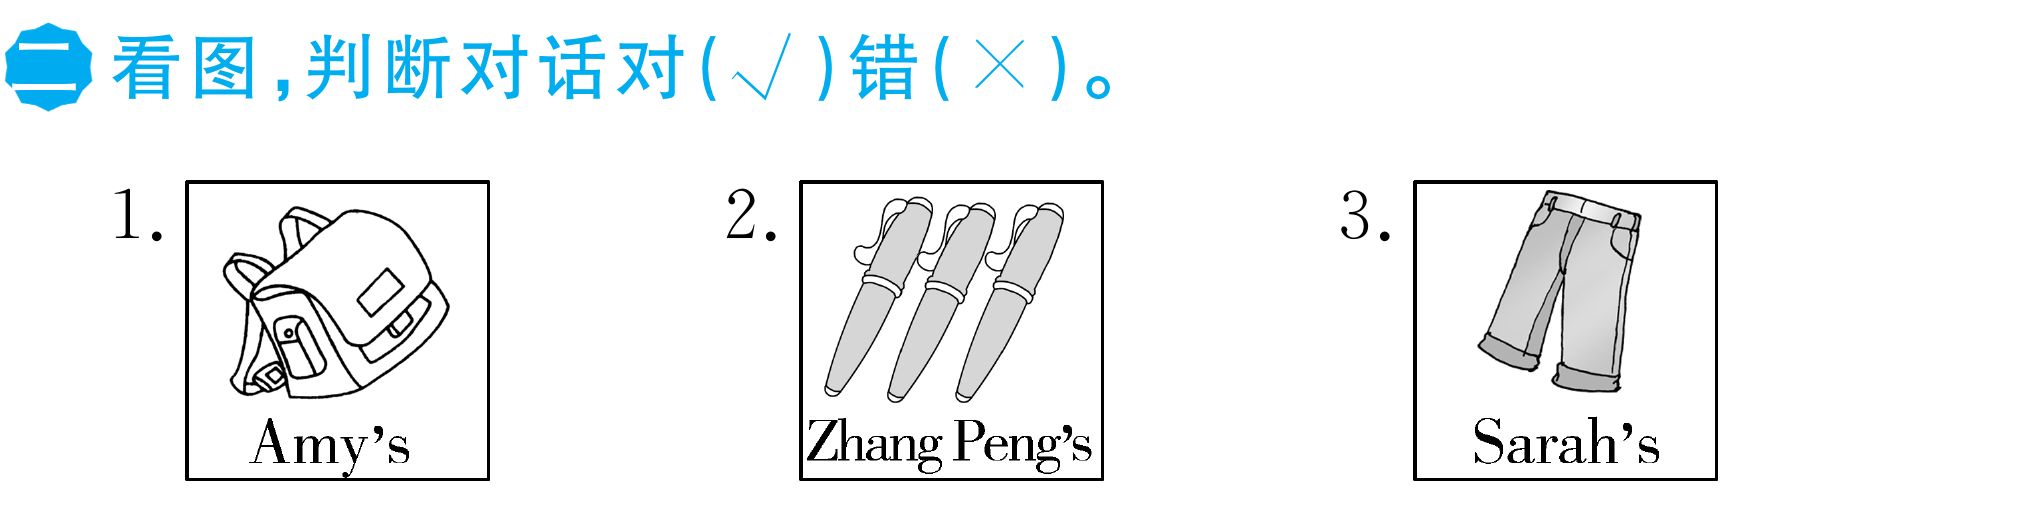 二 看图,判断对话对(√)错(×)。
1. 2. 3.
Amy's Zhang Peng's Sarah's